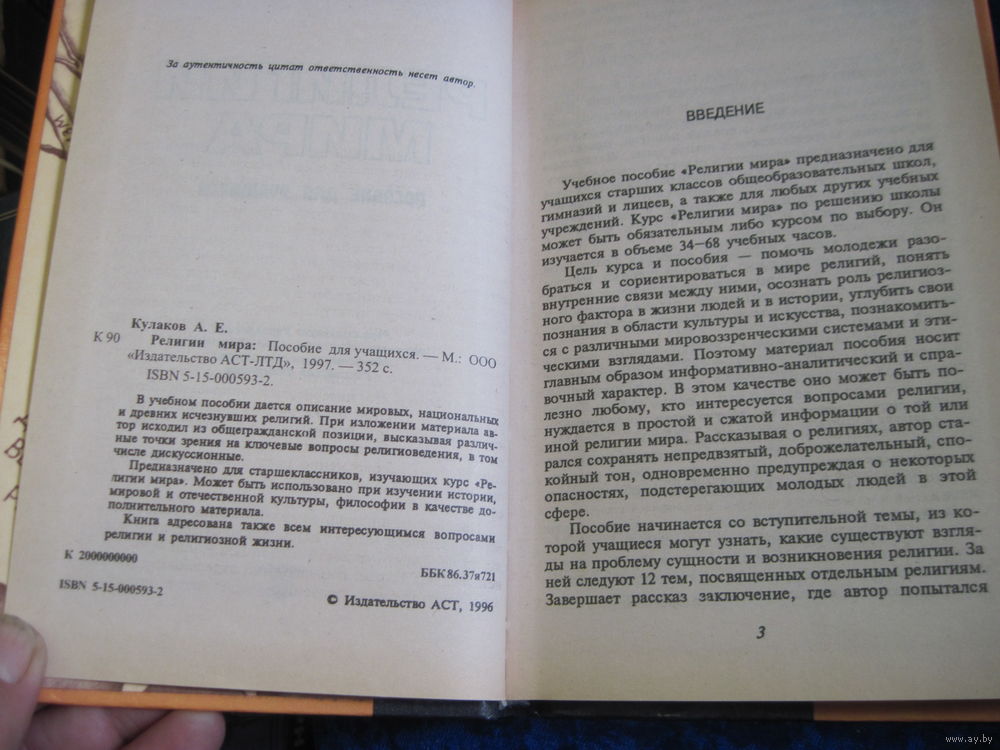 За аутентичность цитат ответственность несет автор.
Кулаков А. Е.
К 90
Религии мира: Пособие для учащихся. — М.: ООО
«Издательство АСТ-ЛТД», 1997. — 352 с.
ISBN 5-15-000593-2.
В учебном пособии дается описание мировых, национальных
и древних исчезнувших религий. При изложении материала ав-
тор исходил из общегражданской позиции, высказывая различ-
ные точки зрения на ключевые вопросы религиоведения, в том
числе дискуссионные.
Предназначено для старшеклассников, изучающих курс «Ре-
лигии мира». Может быть использовано при изучении истории,
мировой и отечественной культуры, философии в качестве до-
полнительного материала.
Книга адресована также всем интересующимся вопросами
религии и религиозной жизни.
К 2000000000
ББК 86.37я721
ISBN 5-15-000593-2
© Издательство АСТ, 1996
ВВЕДЕНИЕ
Учебное пособие «Религии мира» предназначено для
учащихся старших классов общеобразовательных школ,
гимназий и лицеев, а также для любых других учебных
учреждений. Курс «Религии мира» по решению школы
может быть обязательным либо курсом по выбору. Он
изучается в объеме 34—68 учебных часов.
Цель курса и пособия — помочь молодежи разо-
браться и сориентироваться в мире религий, понять
внутренние связи между ними, осознать роль религиоз-
ного фактора в жизни людей и в истории, углубить свои
познания в области культуры и искусства, познакомить-
ся с различными мировоззренческими системами и эти-
ческими взглядами. Поэтому материал пособия носит
главным образом информативно-аналитический и спра-
вочный характер. В этом качестве оно может быть по-
лезно любому, кто интересуется вопросами религии,
нуждается в простой и сжатой информации о той или
иной религии мира. Рассказывая о религиях, автор ста-
рался сохранять непредвзятый, доброжелательный, спо-
койный тон, одновременно предупреждая о некоторых
опасностях, подстерегающих молодых людей в этой
сфере.
Пособие начинается со вступительной темы, из ко-
торой учащиеся могут узнать, какие существуют взгля-
ды на проблему сущности и возникновения религии. За
ней следуют 12 тем, посвященных отдельным религиям.
Завершает рассказ заключение, где автор попытался
3
www.ay.by